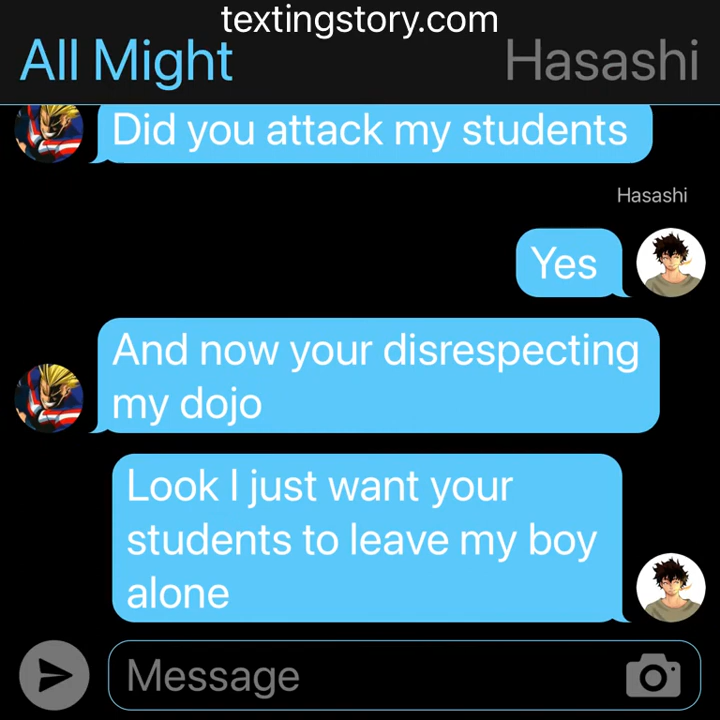 textingstory.com
All Might
Hasashi
Did you attack my students
Hasashi
Yes
And now your disrespecting
my dojo
Look I just want your
students to leave my boy
alone
Message